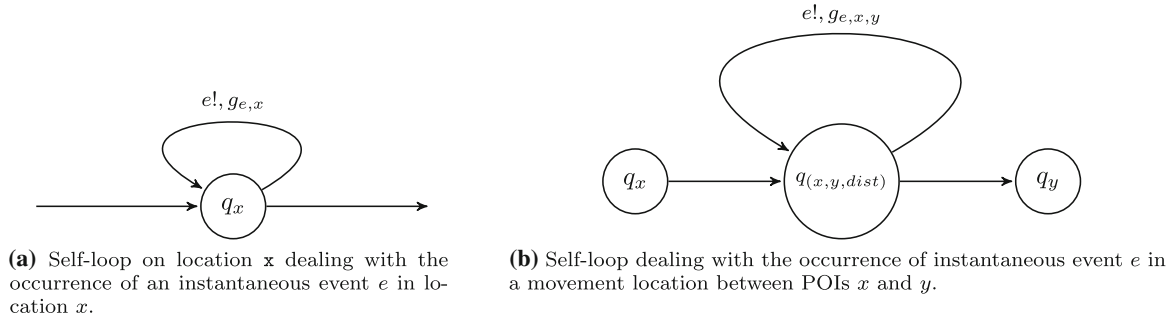 e!, g_{e,x}
q_x
(a) Self-loop on location x dealing with the
occurrence of an instantaneous event e in lo-
cation x.
e!, g_{e,x,y}
q_x
q_{(x,y,dist)}
q_y
(b) Self-loop dealing with the occurrence of instantaneous event e in
a movement location between POIs x and y.